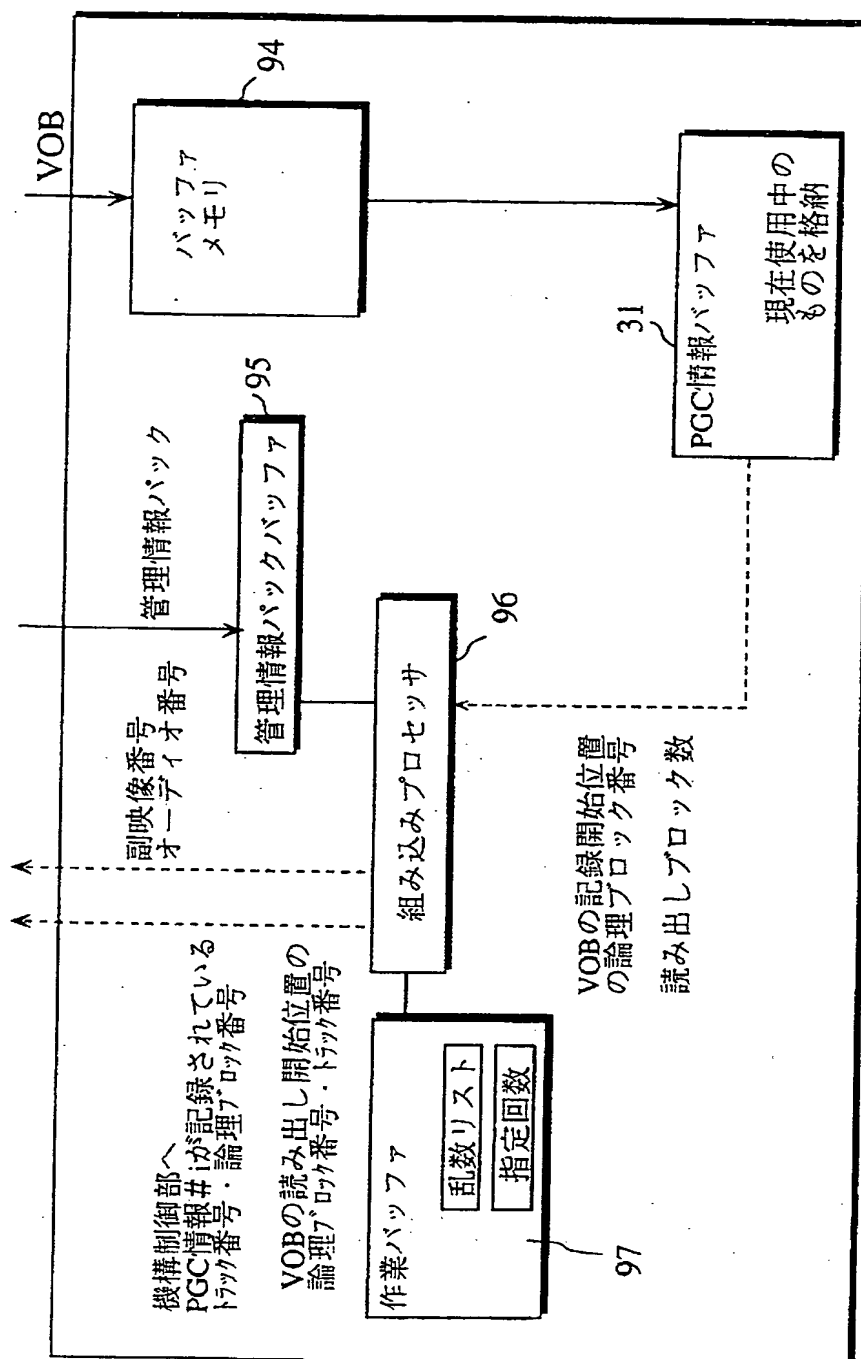 VOB
94
バッファ
メモリ
95
管理情報パック
管理情報パックバッファ
副映像番号
オーディオ番号
機構制御部へ
PGC情報#iが記録されている
トラック番号・論理ブロック番号
VOBの読み出し開始位置の
論理ブロック番号・トラック番号
96
組み込みプロセッサ
作業バッファ
乱数リスト
指定回数
97
31
PGC情報バッファ
現在使用中の
ものを格納
VOBの記録開始位置
の論理ブロック番号
読み出しブロック数